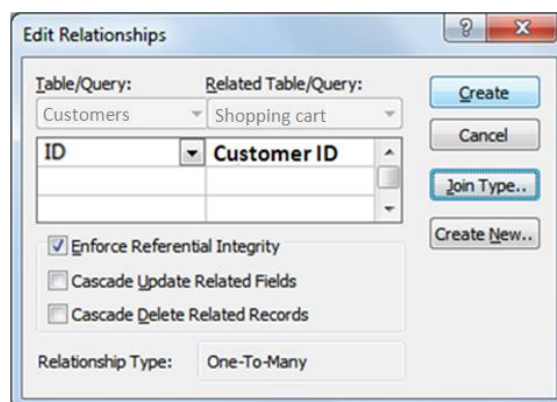 Edit Relationships
Table/Query: Related Table/Query:
Customers Shopping cart
ID Customer ID
Enforce Referential Integrity
Cascade Update Related Fields
Cascade Delete Related Records
Relationship Type: One-To-Many
Create
Cancel
Join Type..
Create New..